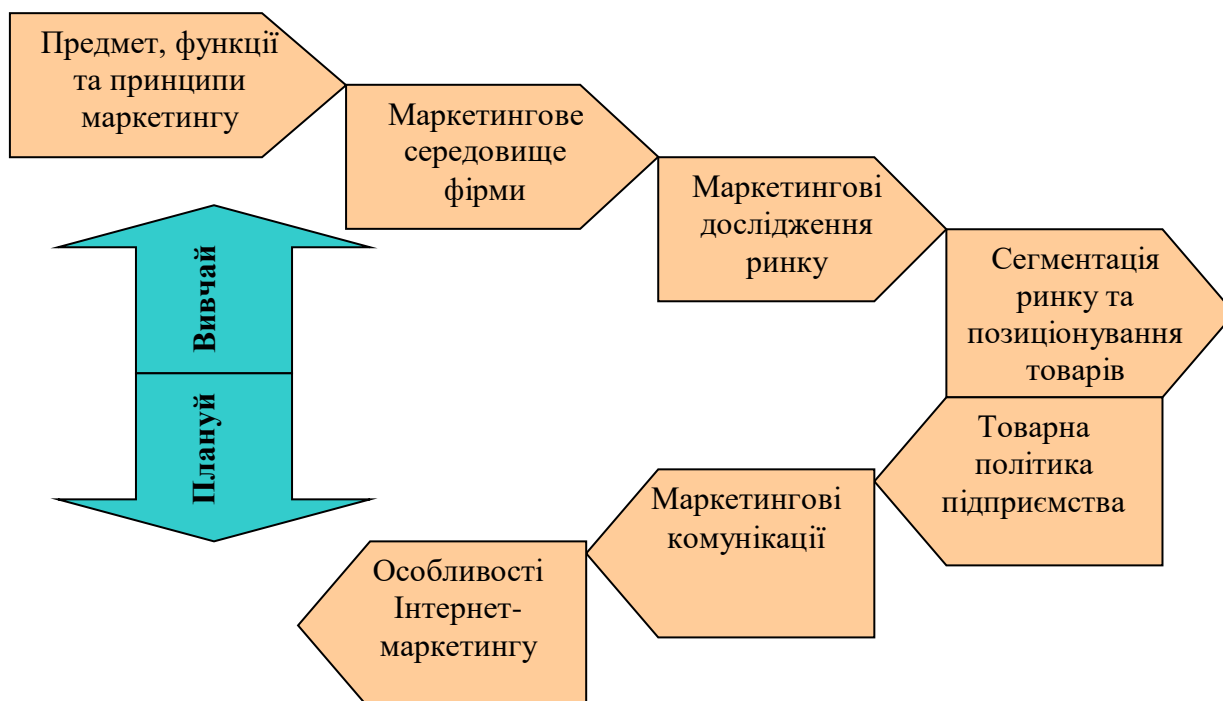 Предмет, функції
та принципи
маркетингу
Маркетингове
середовище
фірми
Маркетингові
дослідження
ринку
Сегментація
ринку та
позиціонування
товарів
Вивчай
Плануй
Товарна
політика
підприємства
Маркетингові
комунікації
Особливості
Інтернет-
маркетингу